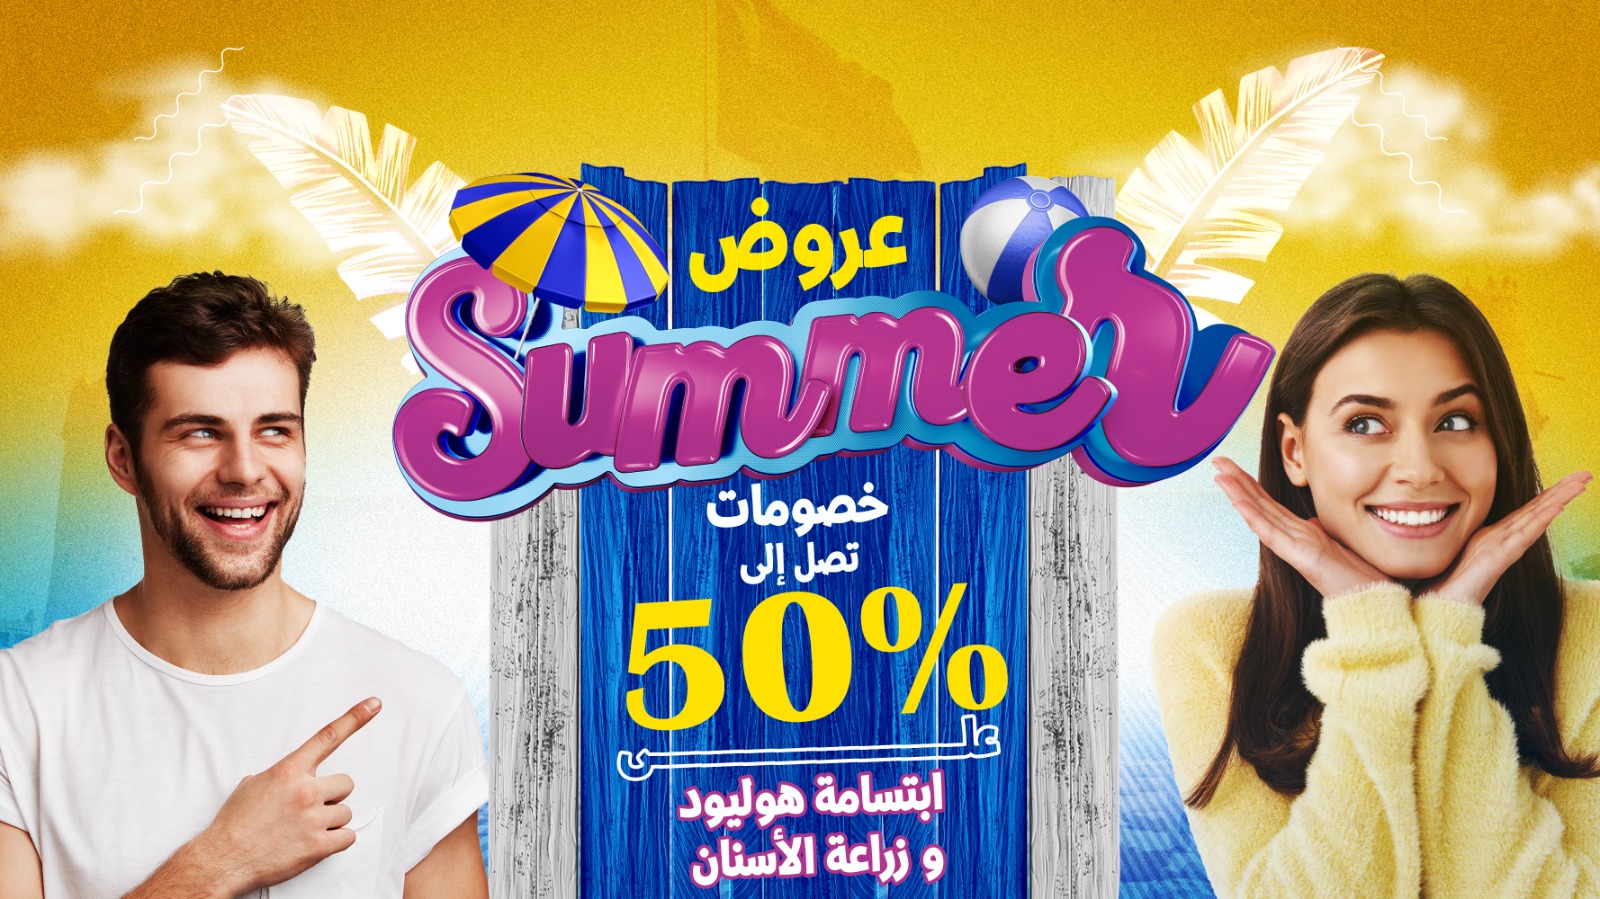 عروض
Summer
خصومات
تصل إلى
50%
على
ابتسامة هوليود
و زراعة الأسنان